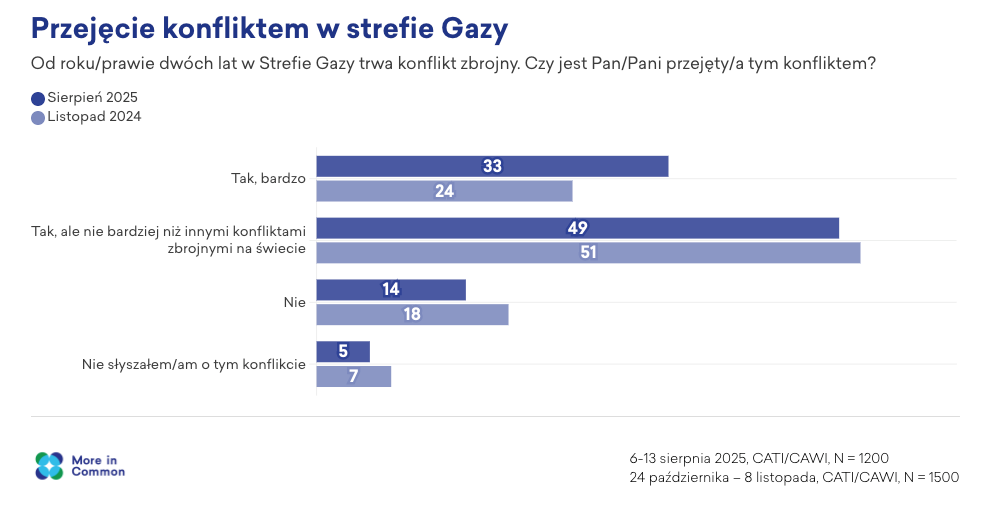 Przejęcie konfliktem w strefie Gazy
Od roku/prawie dwóch lat w Strefie Gazy trwa konflikt zbrojny. Czy jest Pan/Pani przejęty/a tym konfliktem?
Sierpień 2025
Listopad 2024
Tak, bardzo
33
24
Tak, ale nie bardziej niż innymi konfliktami
zbrojnymi na świecie
49
51
Nie
14
18
Nie słyszałem/am o tym konflikcie
5
7
More in
Common
6-13 sierpnia 2025, CATI/CAWI, N = 1200
24 października – 8 listopada, CATI/CAWI, N = 1500